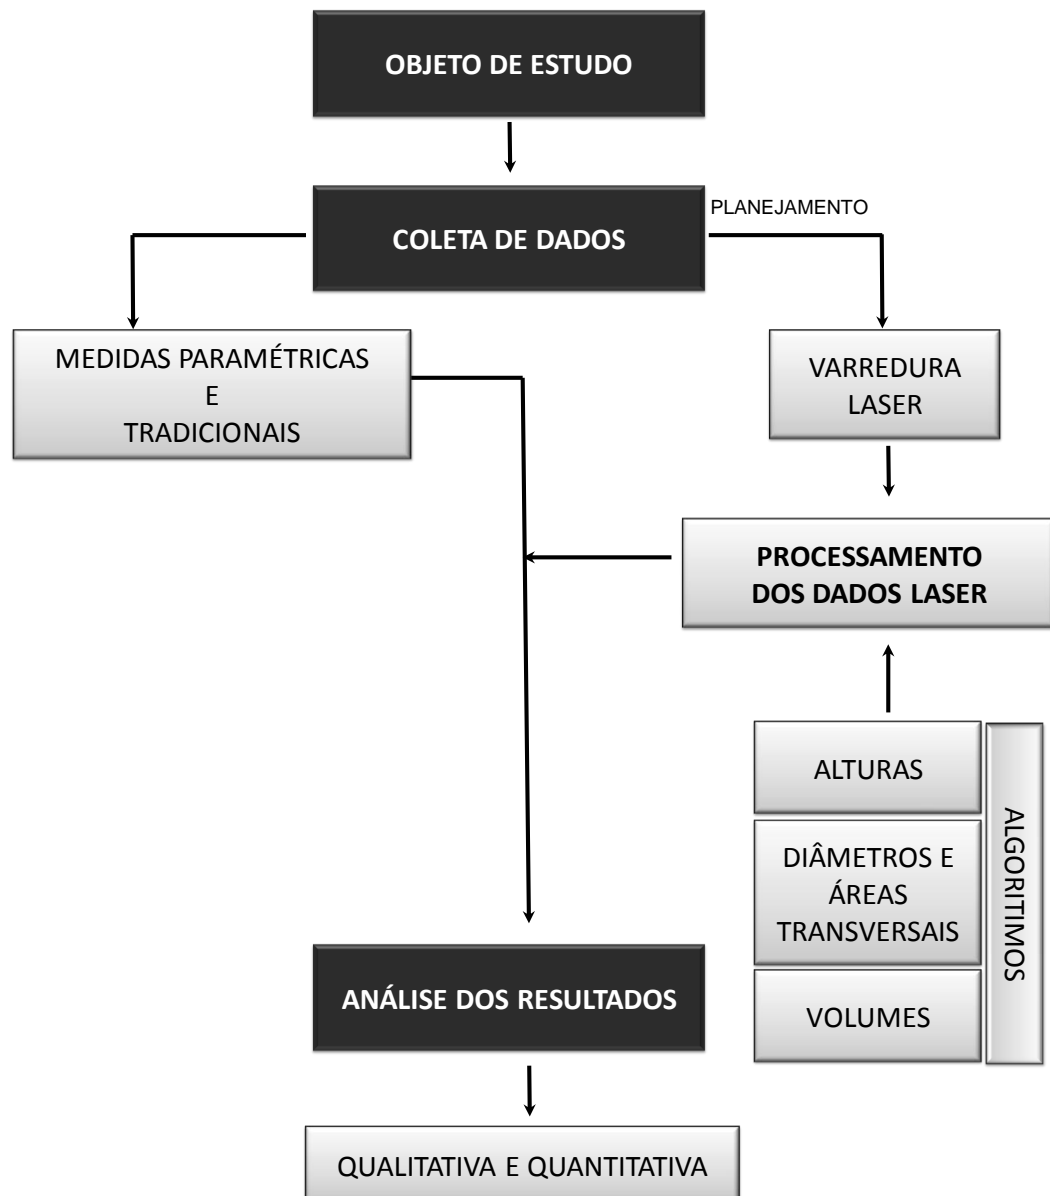 OBJETO DE ESTUDO
COLETA DE DADOS
PLANEJAMENTO
MEDIDAS PARAMÉTRICAS
E
TRADICIONAIS
VARREDURA
LASER
PROCESSAMENTO
DOS DADOS LASER
ALTURAS
DIÂMETROS E
ÁREAS
TRANSVERSAIS
VOLUMES
ALGORITIMOS
ANÁLISE DOS RESULTADOS
QUALITATIVA E QUANTITATIVA